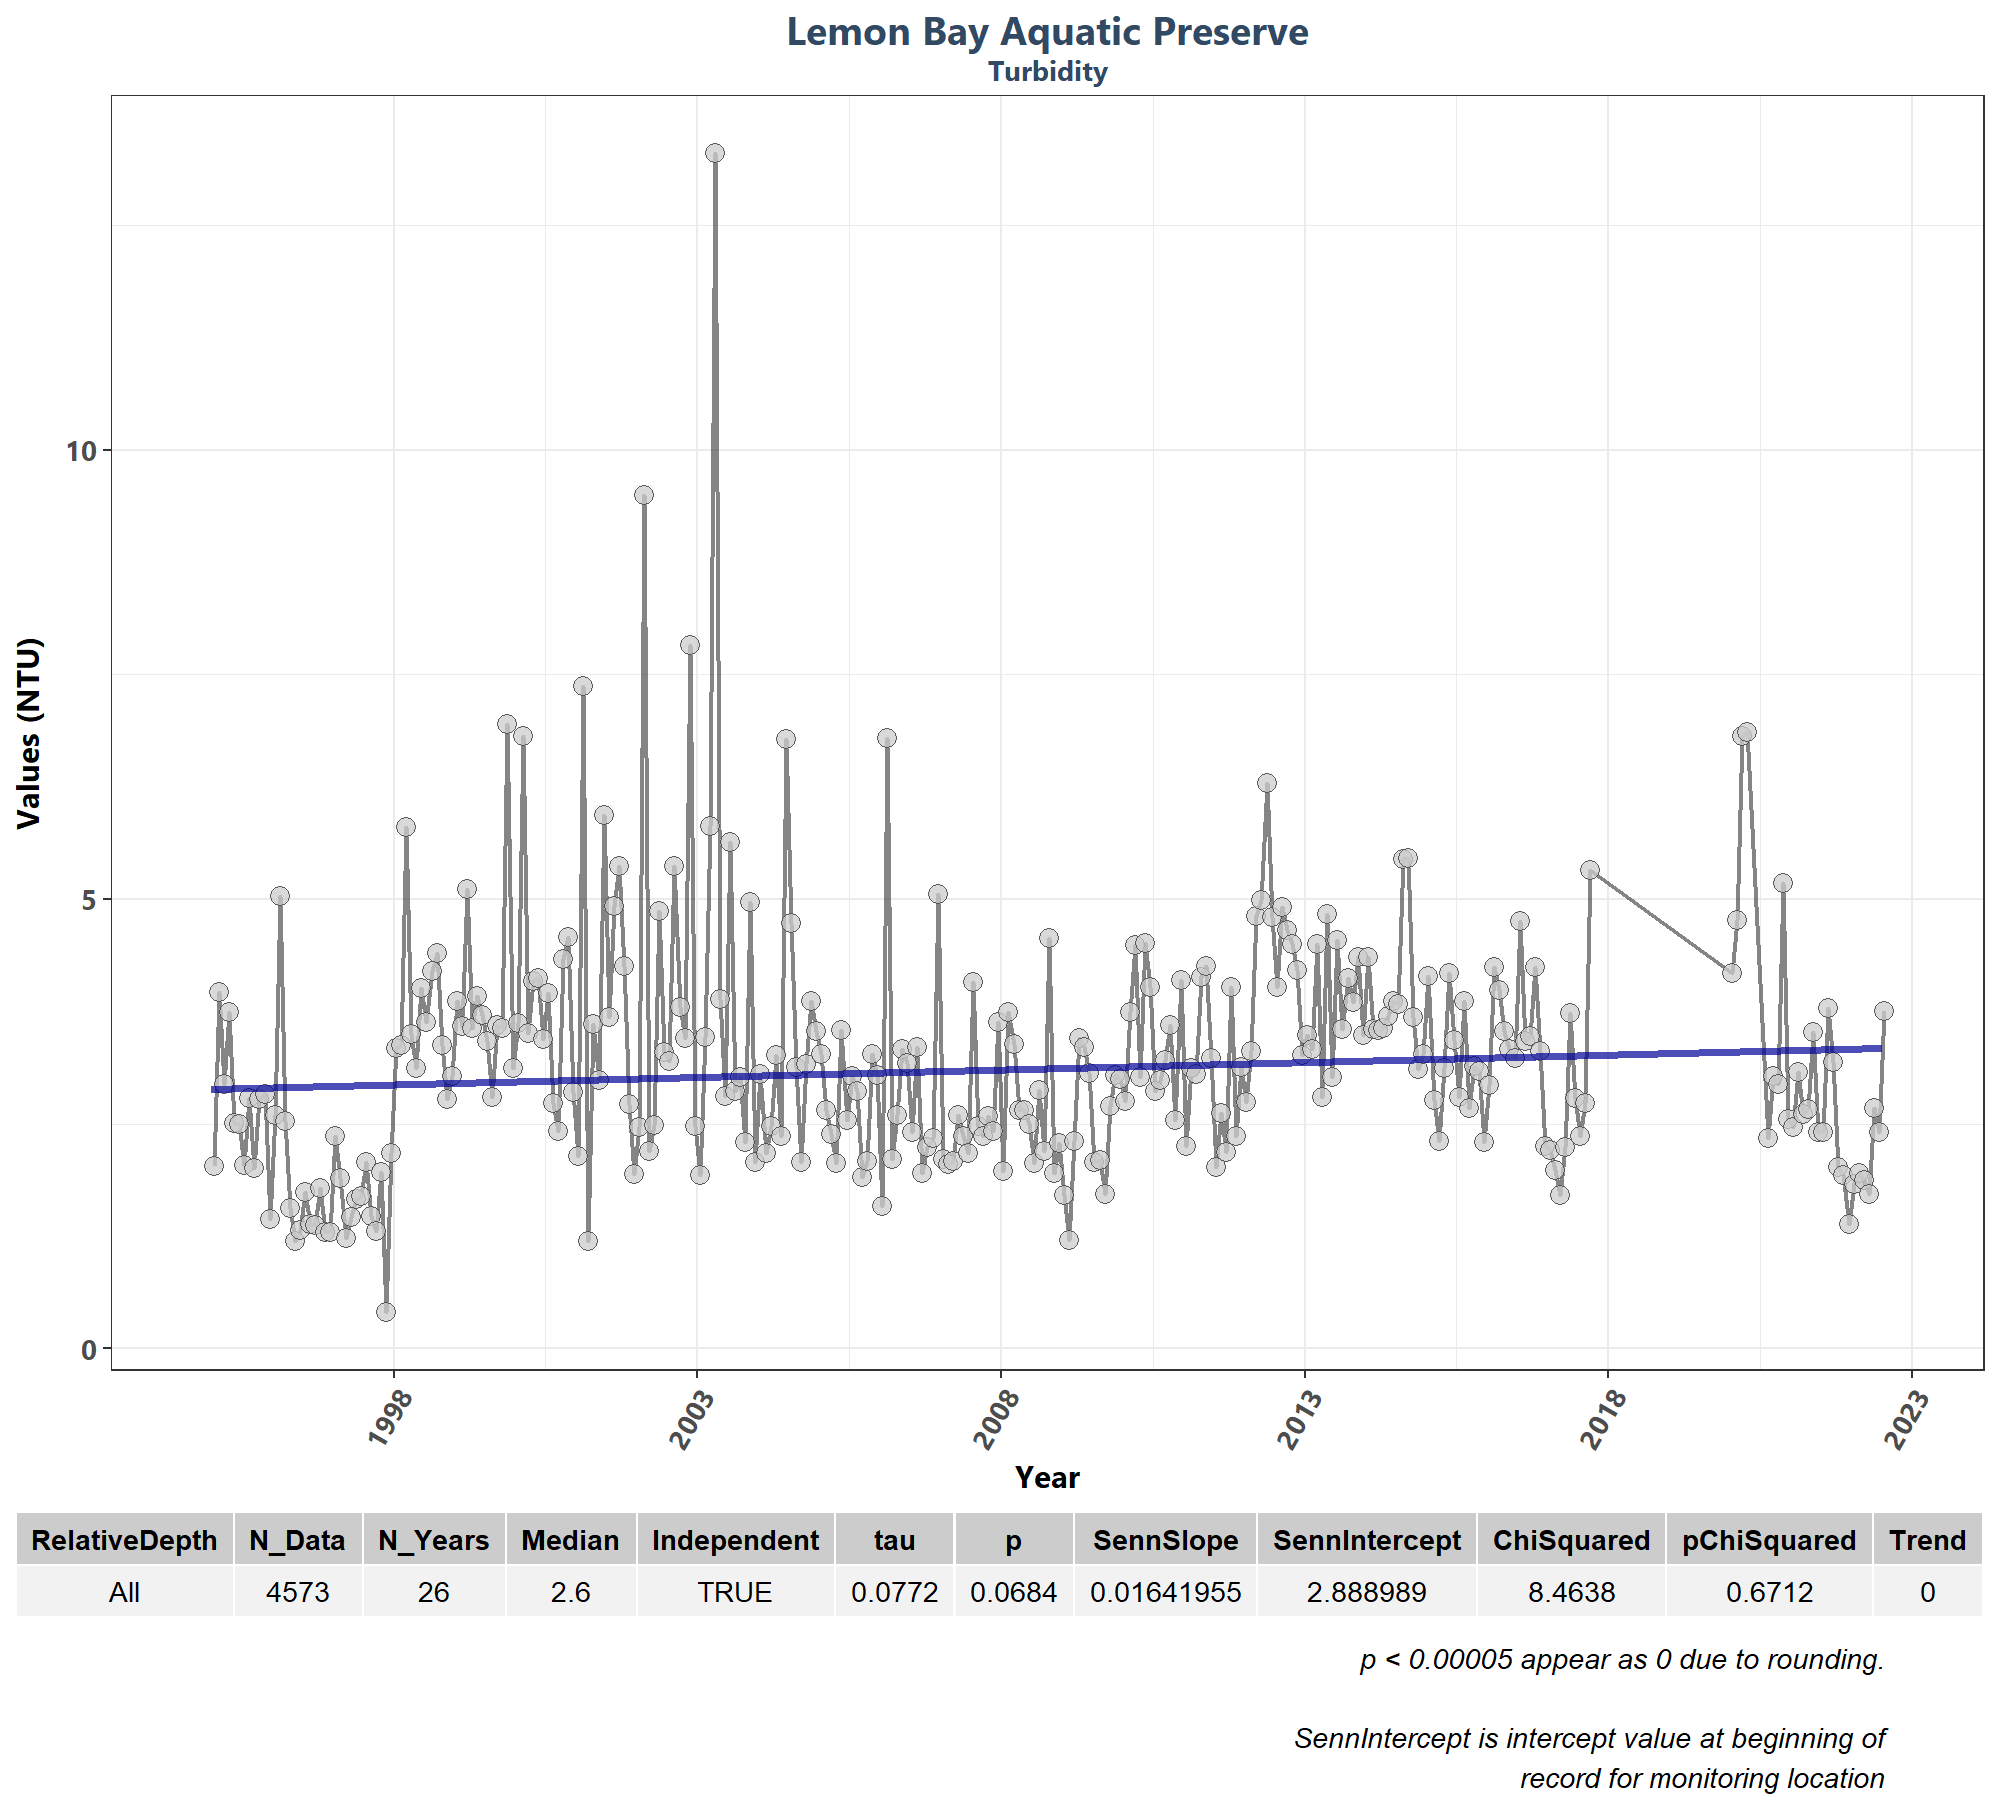 Lemon Bay Aquatic Preserve
Turbidity
Values (NTU)
10
5
0
1998 2003 2008 2013 2018 2023
Year
RelativeDepth N_Data N_Years Median Independent tau p SennSlope SennIntercept ChiSquared pChiSquared Trend
All 4573 26 2.6 TRUE 0.0772 0.0684 0.01641955 2.888989 8.4638 0.6712 0
p < 0.00005 appear as 0 due to rounding.
SennIntercept is intercept value at beginning of
record for monitoring location